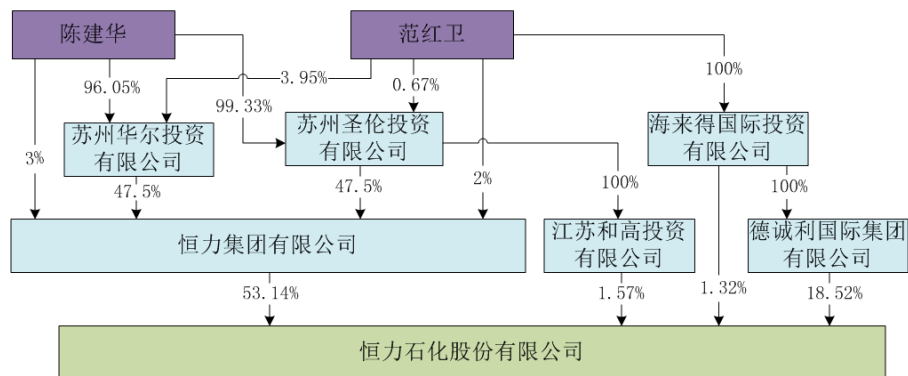 陈建华
范红卫
3.95%
0.67%
100%
96.05%
99.33%
苏州华尔投资
有限公司
苏州圣伦投资
有限公司
海来得国际投资
有限公司
3%
47.5%
47.5%
2%
100%
100%
恒力集团有限公司
江苏和高投资
有限公司
德诚利国际集团
有限公司
53.14%
1.57%
1.32%
18.52%
恒力石化股份有限公司